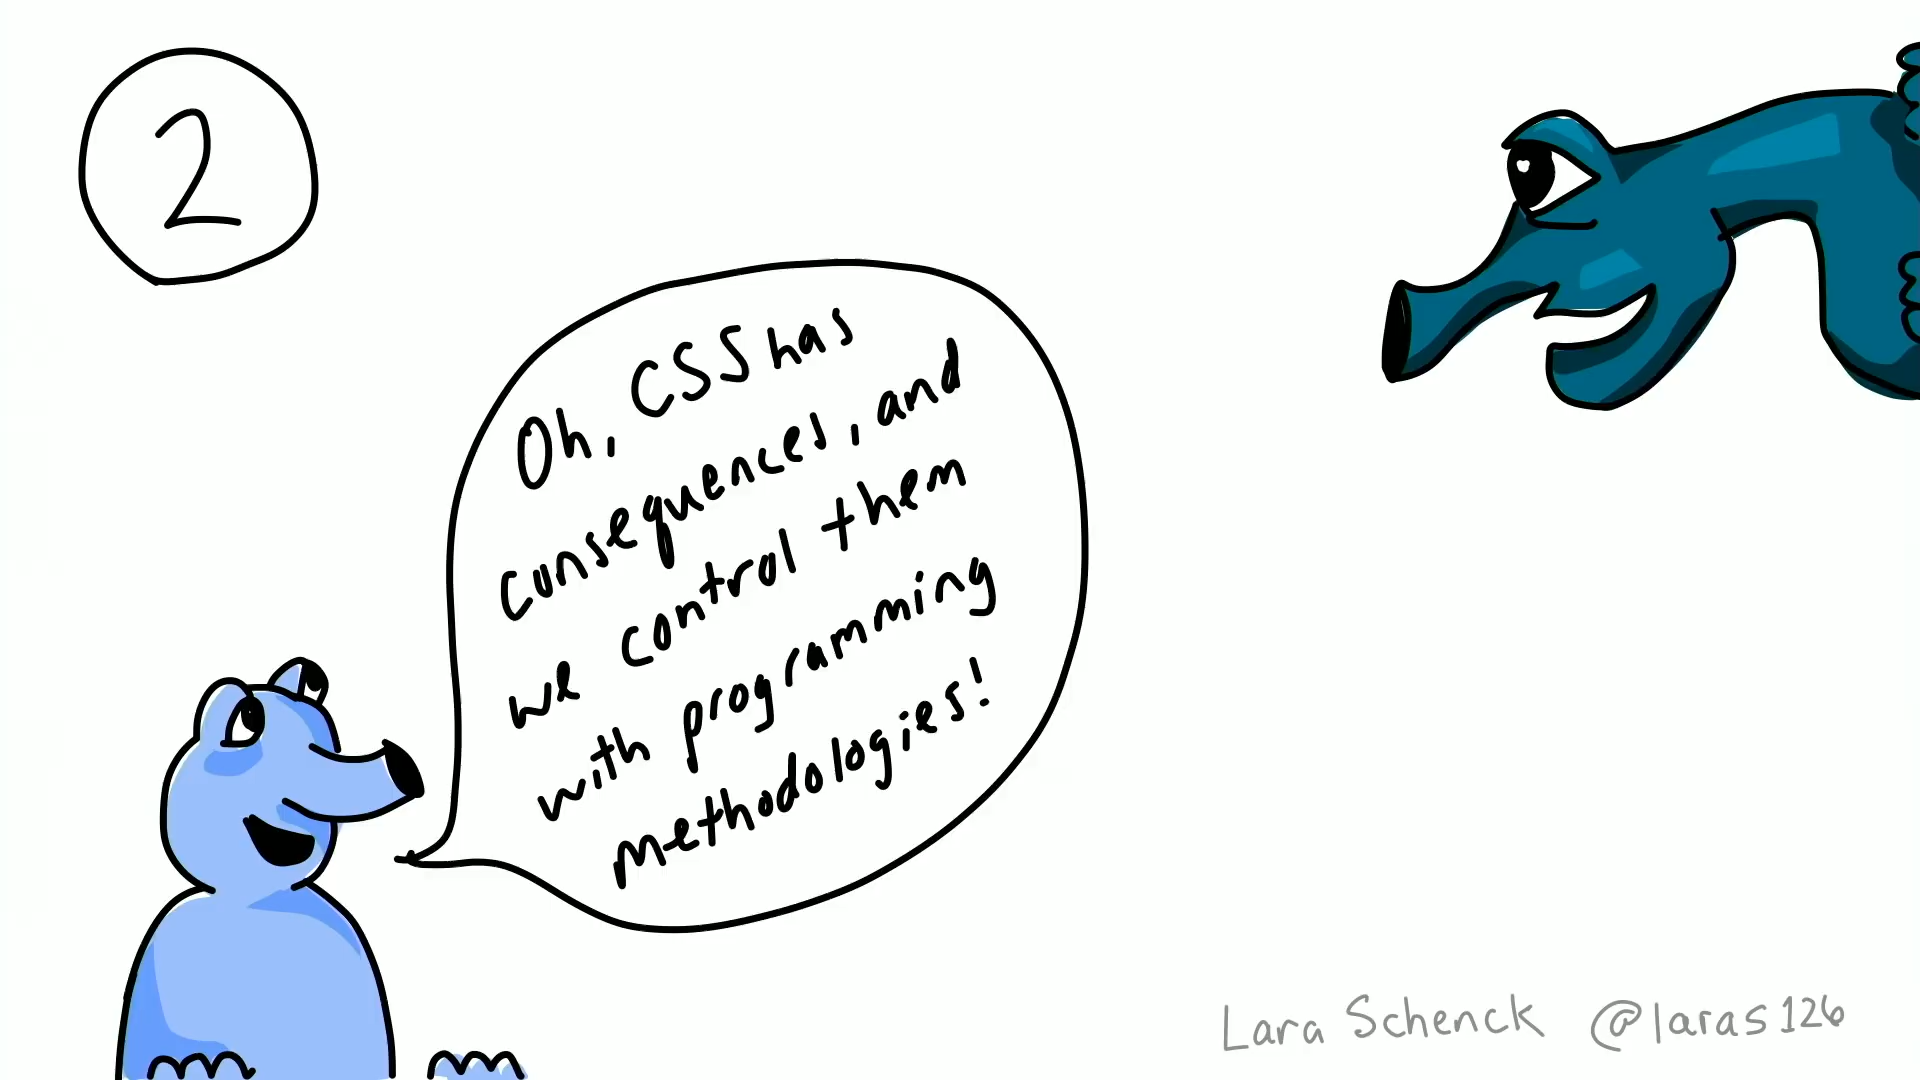 2
Oh, CSS has
consequences, and
we control them
with programming
methodologies!
Lara Schenck @laras126